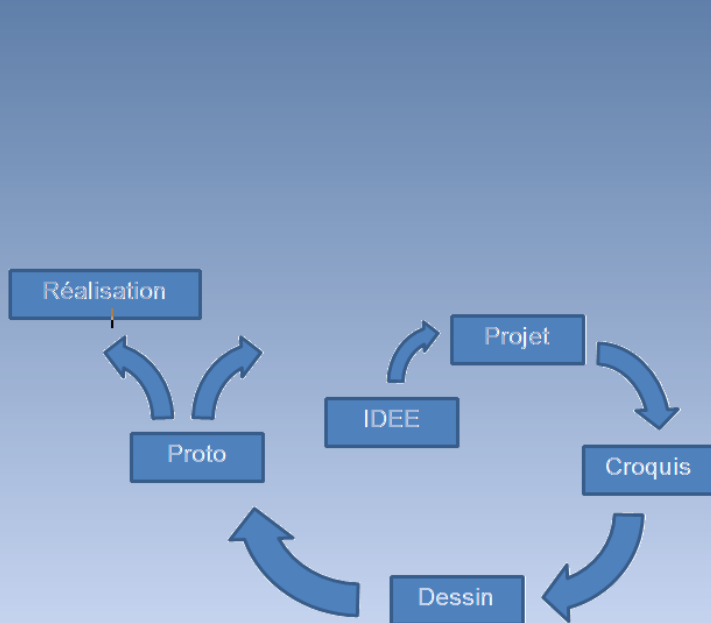 Réalisation
Projet
IDEE
Proto
Croquis
Dessin